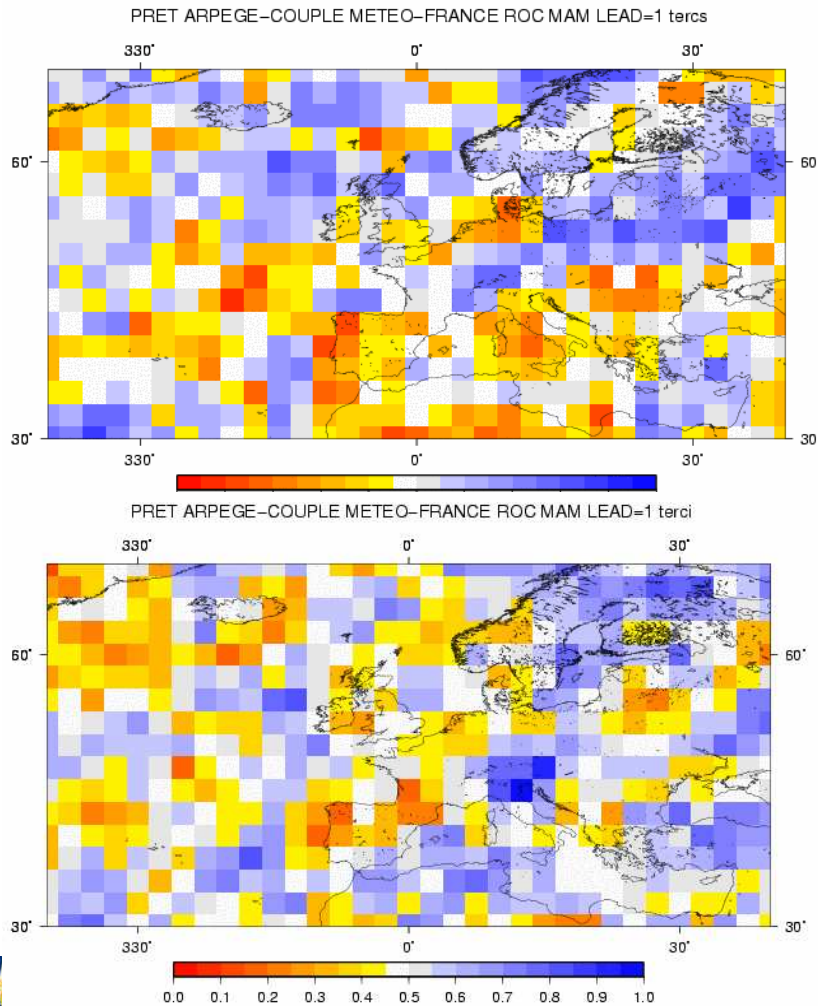 PRET ARPEGE-COUPLE METEO-FRANCE ROC MAM LEAD=1 tercs
330° 0° 30°
60° 60
30° 30°
330° 0° 30°
PRET ARPEGE-COUPLE METEO-FRANCE ROC MAM LEAD=1 terci
330° 0° 30°
60° 60°
30° 30°
330° 0° 30°
0.0 0.1 0.2 0.3 0.4 0.5 0.6 0.7 0.8 0.9 1.0